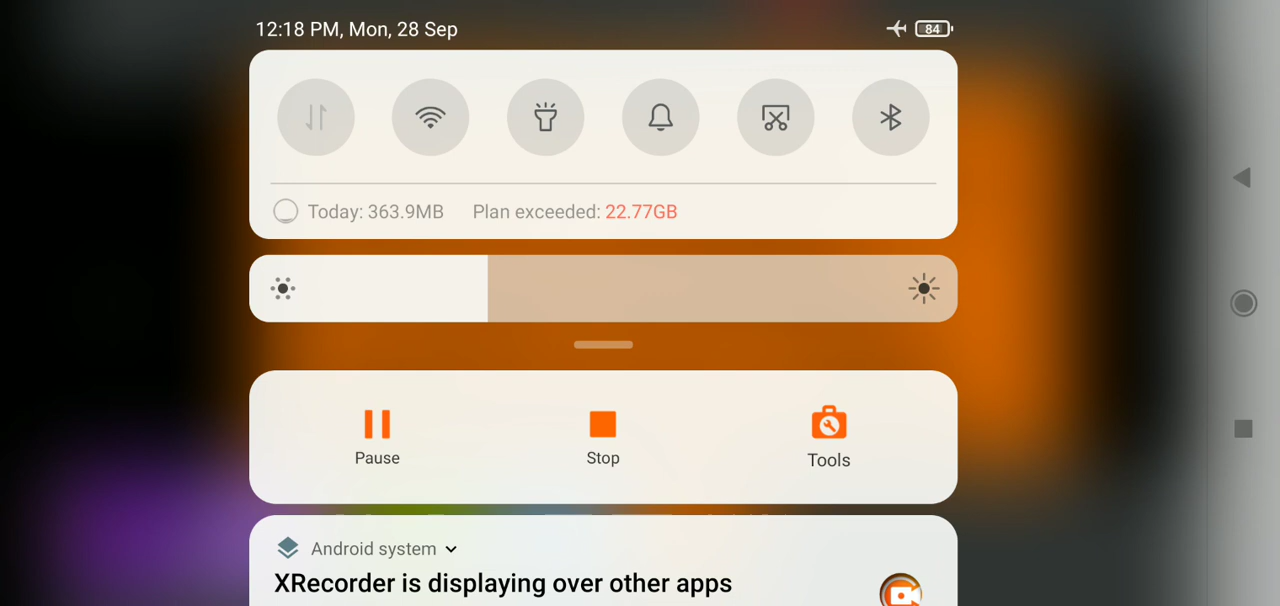 12:18 PM, Mon, 28 Sep
84
Today: 363.9MB Plan exceeded: 22.77GB
Pause Stop Tools
Android system
XRecorder is displaying over other apps